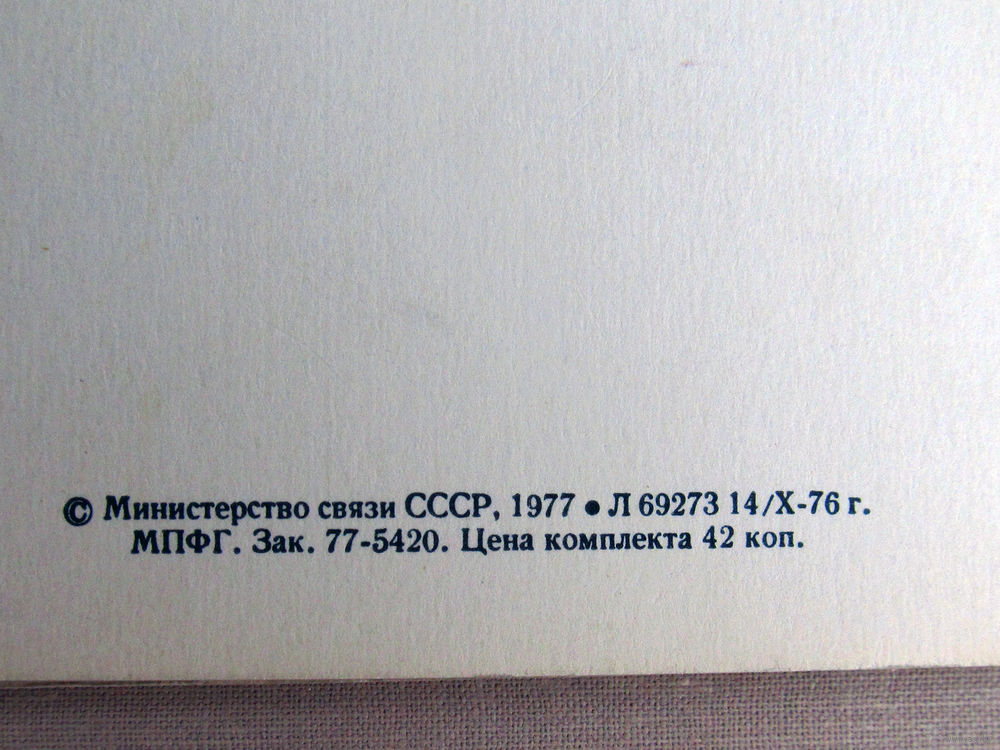 © Министерство связи СССР, 1977 ● Л 69273 14/X-76 г.
МПФГ. Зак. 77-5420. Цена комплекта 42 коп.